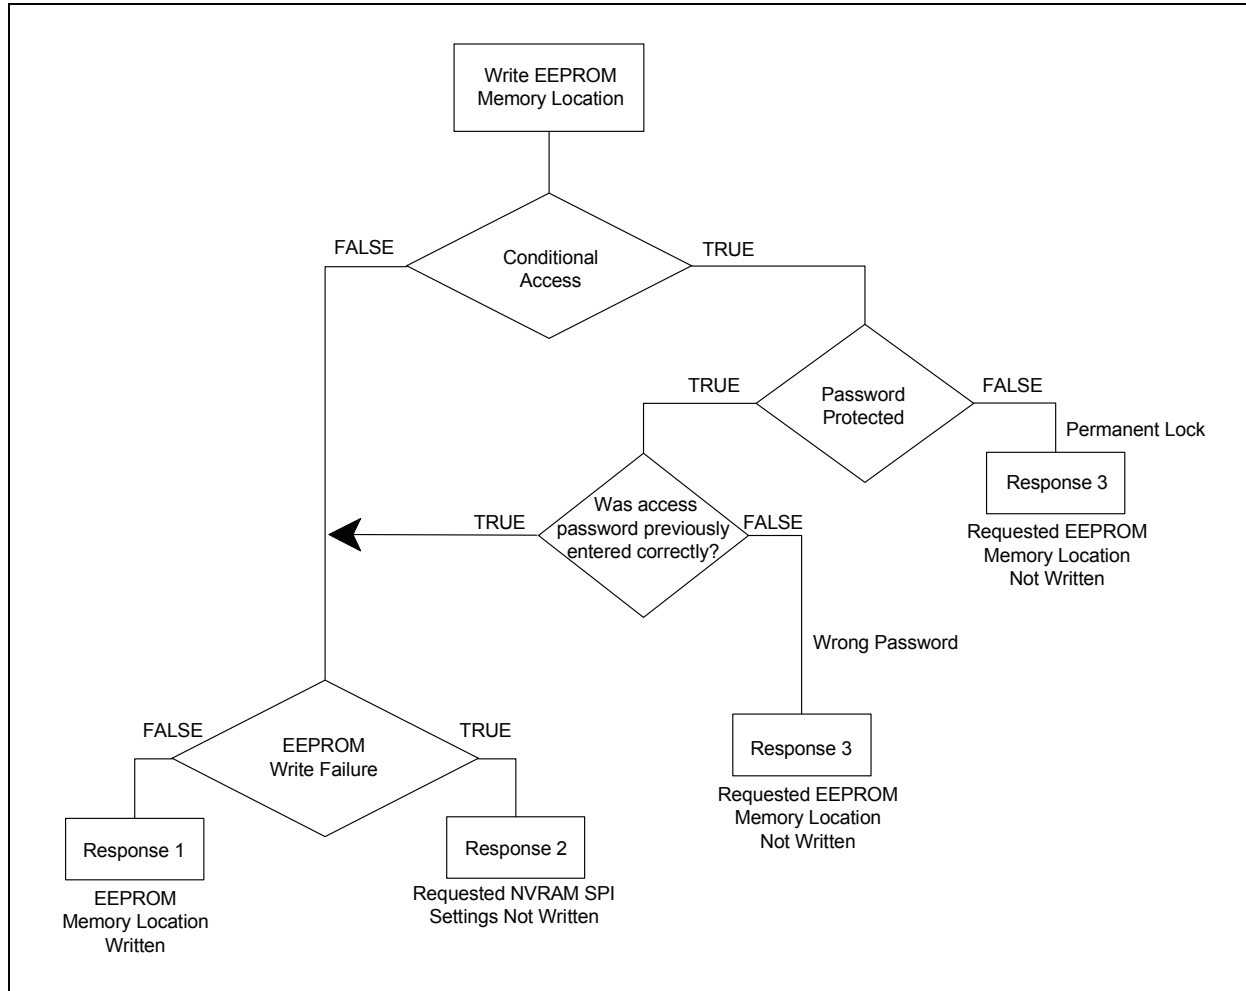 Write EEPROM
Memory Location
FALSE
TRUE
Conditional
Access
TRUE
FALSE
Password
Protected
Permanent Lock
Response 3
Requested EEPROM
Memory Location
Not Written
Was access
password previously
entered correctly?
TRUE
FALSE
Wrong Password
FALSE
TRUE
EEPROM
Write Failure
Response 3
Requested EEPROM
Memory Location
Not Written
Response 1
EEPROM
Memory Location
Written
Response 2
Requested NVRAM SPI
Settings Not Written